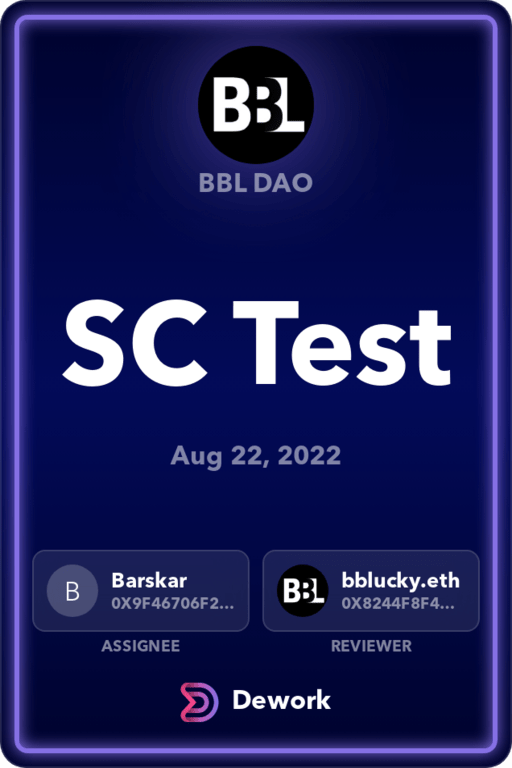 BBL
BBL DAO
SC Test
Aug 22, 2022
B
Barskar
0X9F46706F2...
ASSIGNEE
BBL
bblucky.eth
0X8244F8F4...
REVIEWER
Dework